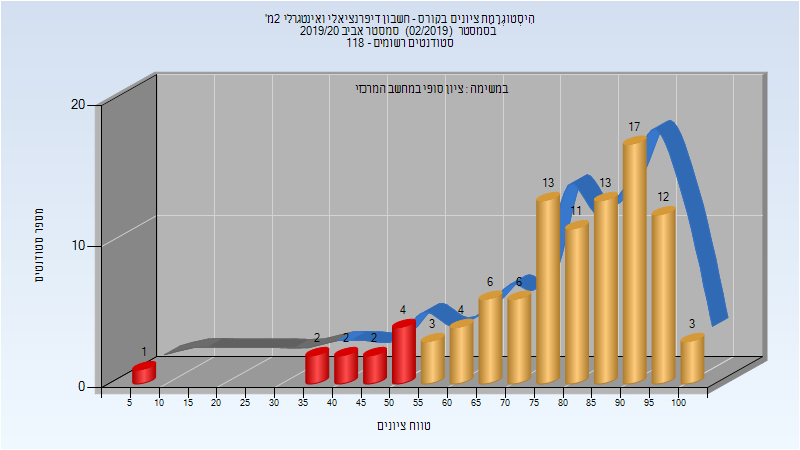 היסטוגרמת ציונים בקורס - חשבון דיפרנציאלי ואינטגרלי 2מ'
בסמסטר (02/2019) סמסטר אביב 2019/20
סטודנטים רשומים - 118
במשימה : ציון סופי במחשב המרכזי
20
10
0
מספר סטודנטים
1
2
2
2
4
3
4
6
6
13
11
13
17
12
3
5 10 15 20 25 30 35 40 45 50 55 60 65 70 75 80 85 90 95 100
טווח ציונים